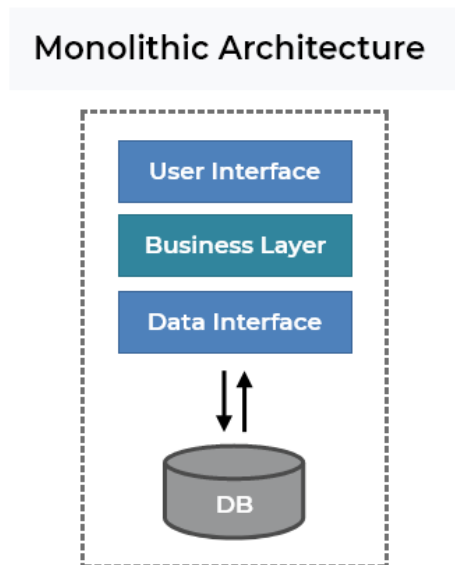 Monolithic Architecture
User Interface
Business Layer
Data Interface
DB